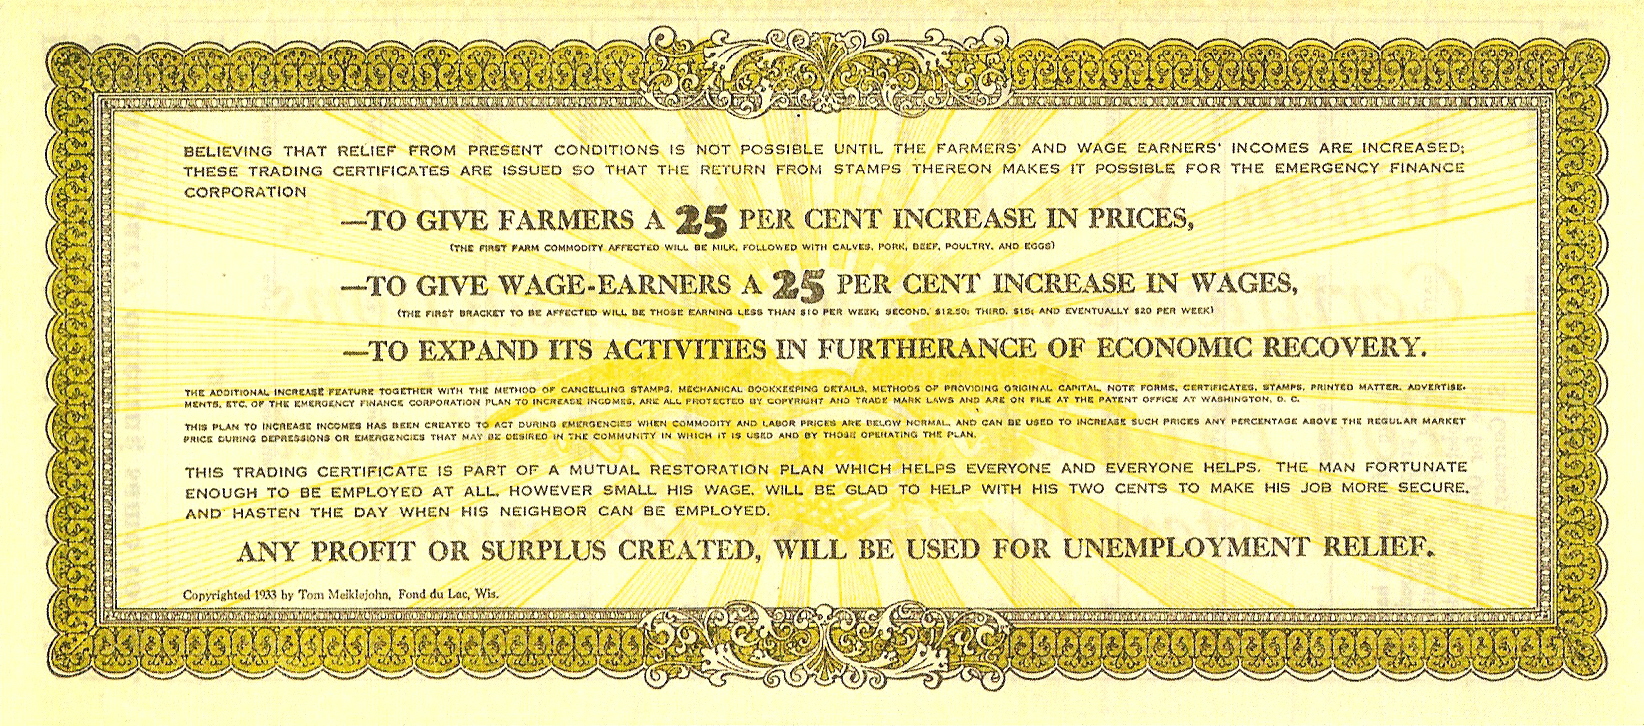 BELIEVING THAT RELIEF FROM PRESENT CONDITIONS IS NOT POSSIBLE UNTIL THE FARMERS' AND WAGE EARNERS' INCOMES ARE INCREASED;
THESE TRADING CERTIFICATES ARE ISSUED SO THAT THE RETURN FROM STAMPS THEREON MAKES IT POSSIBLE FOR THE EMERGENCY FINANCE
CORPORATION
—TO GIVE FARMERS A 25 PER CENT INCREASE IN PRICES,
(THE FIRST FARM COMMODITY AFFECTED WILL BE MILK, FOLLOWED WITH CALVES, PORK, BEEF, POULTRY, AND EGGS)
—TO GIVE WAGE-EARNERS A 25 PER CENT INCREASE IN WAGES,
(THE FIRST BRACKET TO BE AFFECTED WILL BE THOSE EARNING LESS THAN $10 PER WEEK; SECOND, $12.50; THIRD, $15; AND EVENTUALLY $20 PER WEEK)
—TO EXPAND ITS ACTIVITIES IN FURTHERANCE OF ECONOMIC RECOVERY.
THE ADDITIONAL INCREASE FEATURE TOGETHER WITH THE METHOD OF CANCELLING STAMPS, MECHANICAL BOOKKEEPING DETAILS, METHODS OF PROVIDING ORIGINAL CAPITAL, NOTE FORMS, CERTIFICATES, STAMPS, PRINTED MATTER, ADVERTISE-
MENTS, ETC. OF THE EMERGENCY FINANCE CORPORATION PLAN TO INCREASE INCOMES, ARE ALL PROTECTED BY COPYRIGHT AND TRADE MARK LAWS AND ARE ON FILE AT THE PATENT OFFICE AT WASHINGTON, D. C.
THIS PLAN TO INCREASE INCOMES HAS BEEN CREATED TO ACT DURING EMERGENCIES WHEN COMMODITY AND LABOR PRICES ARE BELOW NORMAL, AND CAN BE USED TO INCREASE SUCH PRICES ANY PERCENTAGE ABOVE THE REGULAR MARKET
PRICE DURING DEPRESSIONS OR EMERGENCIES THAT MAY BE DESIRED IN THE COMMUNITY IN WHICH IT IS USED AND BY THOSE OPERATING THE PLAN.
THIS TRADING CERTIFICATE IS PART OF A MUTUAL RESTORATION PLAN WHICH HELPS EVERYONE AND EVERYONE HELPS. THE MAN FORTUNATE
ENOUGH TO BE EMPLOYED AT ALL, HOWEVER SMALL HIS WAGE, WILL BE GLAD TO HELP WITH HIS TWO CENTS TO MAKE HIS JOB MORE SECURE,
AND HASTEN THE DAY WHEN HIS NEIGHBOR CAN BE EMPLOYED.
ANY PROFIT OR SURPLUS CREATED, WILL BE USED FOR UNEMPLOYMENT RELIEF.
Copyrighted 1933 by Tom Meiklejohn, Fond du Lac, Wis.